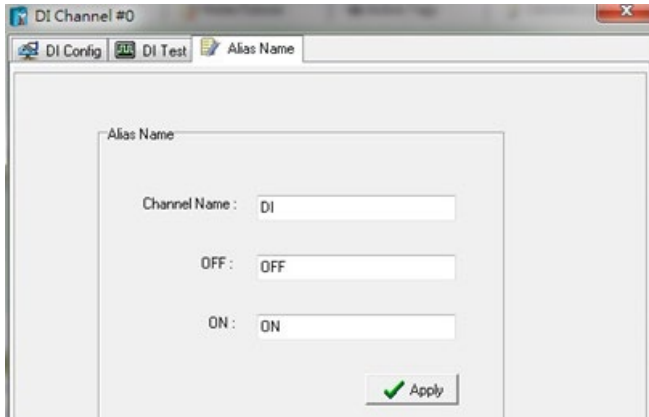 DI Channel #0
DI Config DI Test Alias Name
Alias Name
Channel Name : DI
OFF : OFF
ON : ON
Apply